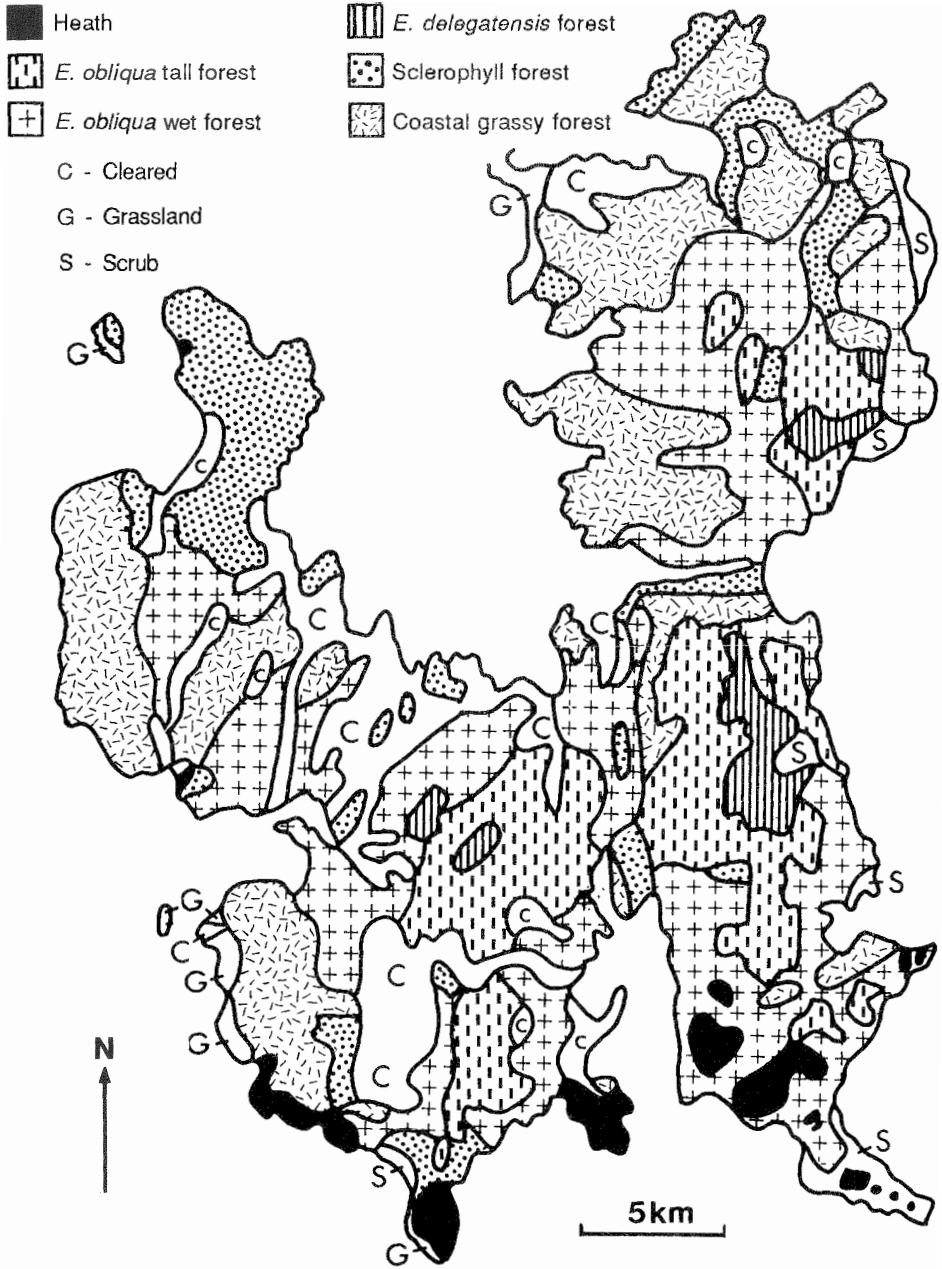 Heath
E. delegatensis forest
E. obliqua tall forest
Sclerophyll forest
E. obliqua wet forest
Coastal grassy forest
C - Cleared
G - Grassland
S - Scrub
C
C
C
G
S
G
S
C
C
C
C
C
C
C
S
S
G
C
C
C
G
C
C
G
N
C
S
S
5km
G